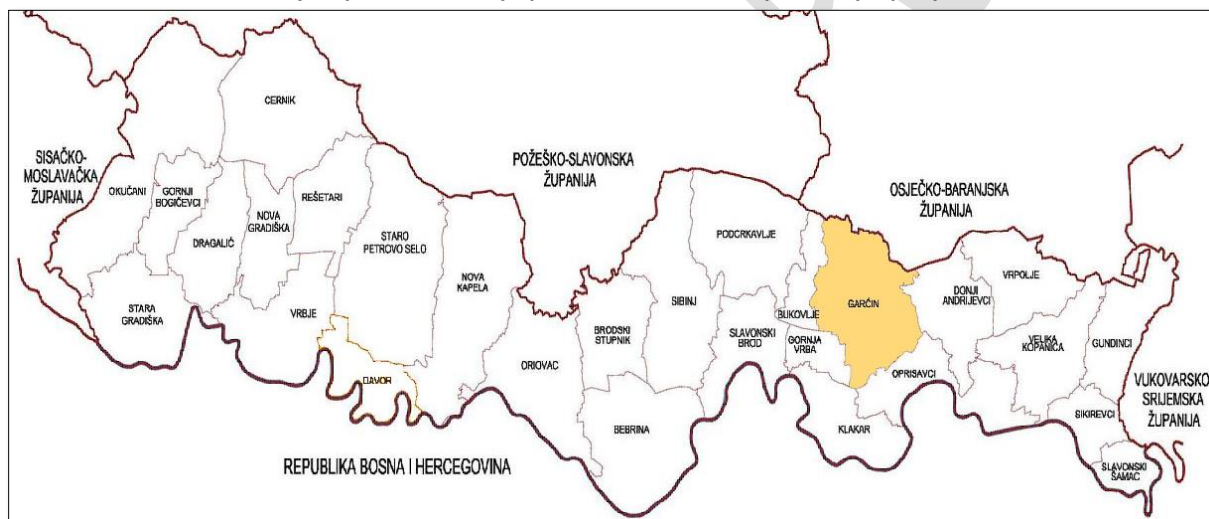 CERNIK
SISAČKO-
MOSLAVAČKA
ŽUPANIJA
POŽEŠKO-SLAVONSKA
ŽUPANIJA
OSJEČKO-BARANJSKA
ŽUPANIJA
OKUČANI
GORNJI
BOGIČEVCI
REŠETARI
NOVA
GRADIŠKA
DRAGALIĆ
STARO
PETROVO SELO
PODCRKAVLJE
VRPOLJE
NOVA
KAPELA
SIBINJ
GARČIN
DONJI
ANDRIJEVCI
STARA
GRADIŠKA
VRBJE
BUKOVLJE
BRODSKI
STUPNIK
SLAVONSKI
BROD
GORNJA
VRBA
VELIKA
KOPANICA
GUNDINCI
ORIOVAC
DAVOR
OPRISAVCI
VUKOVARSKO
SRIJEMSKA
ŽUPANIJA
SIKIREVCI
BEBRINA
KLAKAR
REPUBLIKA BOSNA I HERCEGOVINA
SLAVONSKI
ŠAMAC